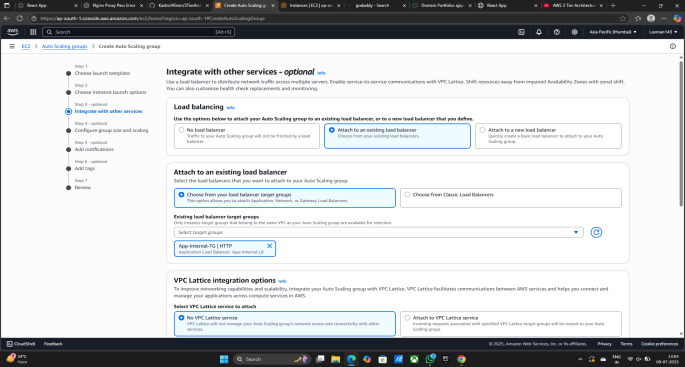 React App
Nginx Proxy Pass Error
KastroVKiran/3TierArch
Create Auto Scaling gro
Instances | EC2 | ap-sou
godaddy - Search
Domain Portfolio
React App
AWS 3 Tier Architectur
https://ap-south-1.console.aws.amazon.com/ec2/home?region=ap-south-1#CreateAutoScalingGroup:
aws
Search
[Alt+S]
Asia Pacific (Mumbai)
EC2
Auto Scaling groups
Create Auto Scaling group
Step 1
Choose launch template
Step 2
Choose instance launch options
Step 3 - optional
Integrate with other services
Step 4 - optional
Configure group size and scaling
Step 5 - optional
Add notifications
Step 6 - optional
Add tags
Step 7
Review
Integrate with other services - optional Info
Use a load balancer to distribute network traffic across multiple servers. Enable service-to-service communications with VPC Lattice. Shift resources away from impaired Availability Zones with zonal shift.
You can also customize health check replacements and monitoring.
Load balancing Info
Use the options below to attach your Auto Scaling group to an existing load balancer, or to a new load balancer that you define.
No load balancer
Traffic to your Auto Scaling group will not be fronted by a load
balancer.
Attach to an existing load balancer
Choose from your existing load balancers.
Attach to a new load balancer
Quickly create a basic load balancer to attach to your Auto
Scaling group.
Attach to an existing load balancer
Select the load balancers that you want to attach to your Auto Scaling group.
Choose from your load balancer target groups
This option allows you to attach Application, Network, or Gateway Load Balancers.
Choose from Classic Load Balancers
Existing load balancer target groups
Only instance target groups that belong to the same VPC as your Auto Scaling group are available for selection.
Select target groups
App-Internal-TG | HTTP
Application Load Balancer: App-Internal-LB
VPC Lattice integration options Info
To improve networking capabilities and scalability, integrate your Auto Scaling group with VPC Lattice. VPC Lattice facilitates communications between AWS services and helps you connect and
manage your applications across compute services in AWS.
Select VPC Lattice service to attach
No VPC Lattice service
VPC Lattice will not manage your Auto Scaling group's network access and connectivity with other
services.
Attach to VPC Lattice service
Incoming requests associated with specified VPC Lattice target groups will be routed to your Auto
Scaling group.
CloudShell
Feedback
© 2025, Amazon Web Services, Inc. or its affiliates.
Privacy
Terms
Cookie preferences
Haze
Search
ENG
IN
14:04